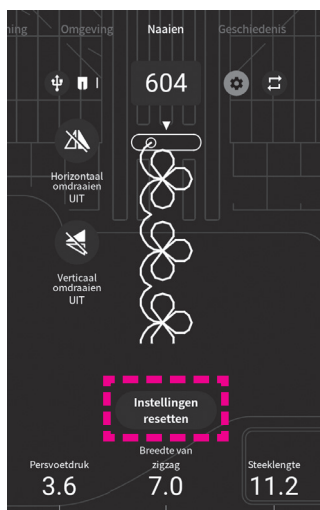 ning Omgeving Naaien Geschiedenis
604
Horizontaal
omdraaien
UIT
Verticaal
omdraaien
UIT
Instellingen
resetten
Persvoetdruk
3.6
Breedte van
zigzag
7.0
Steeklengte
11.2